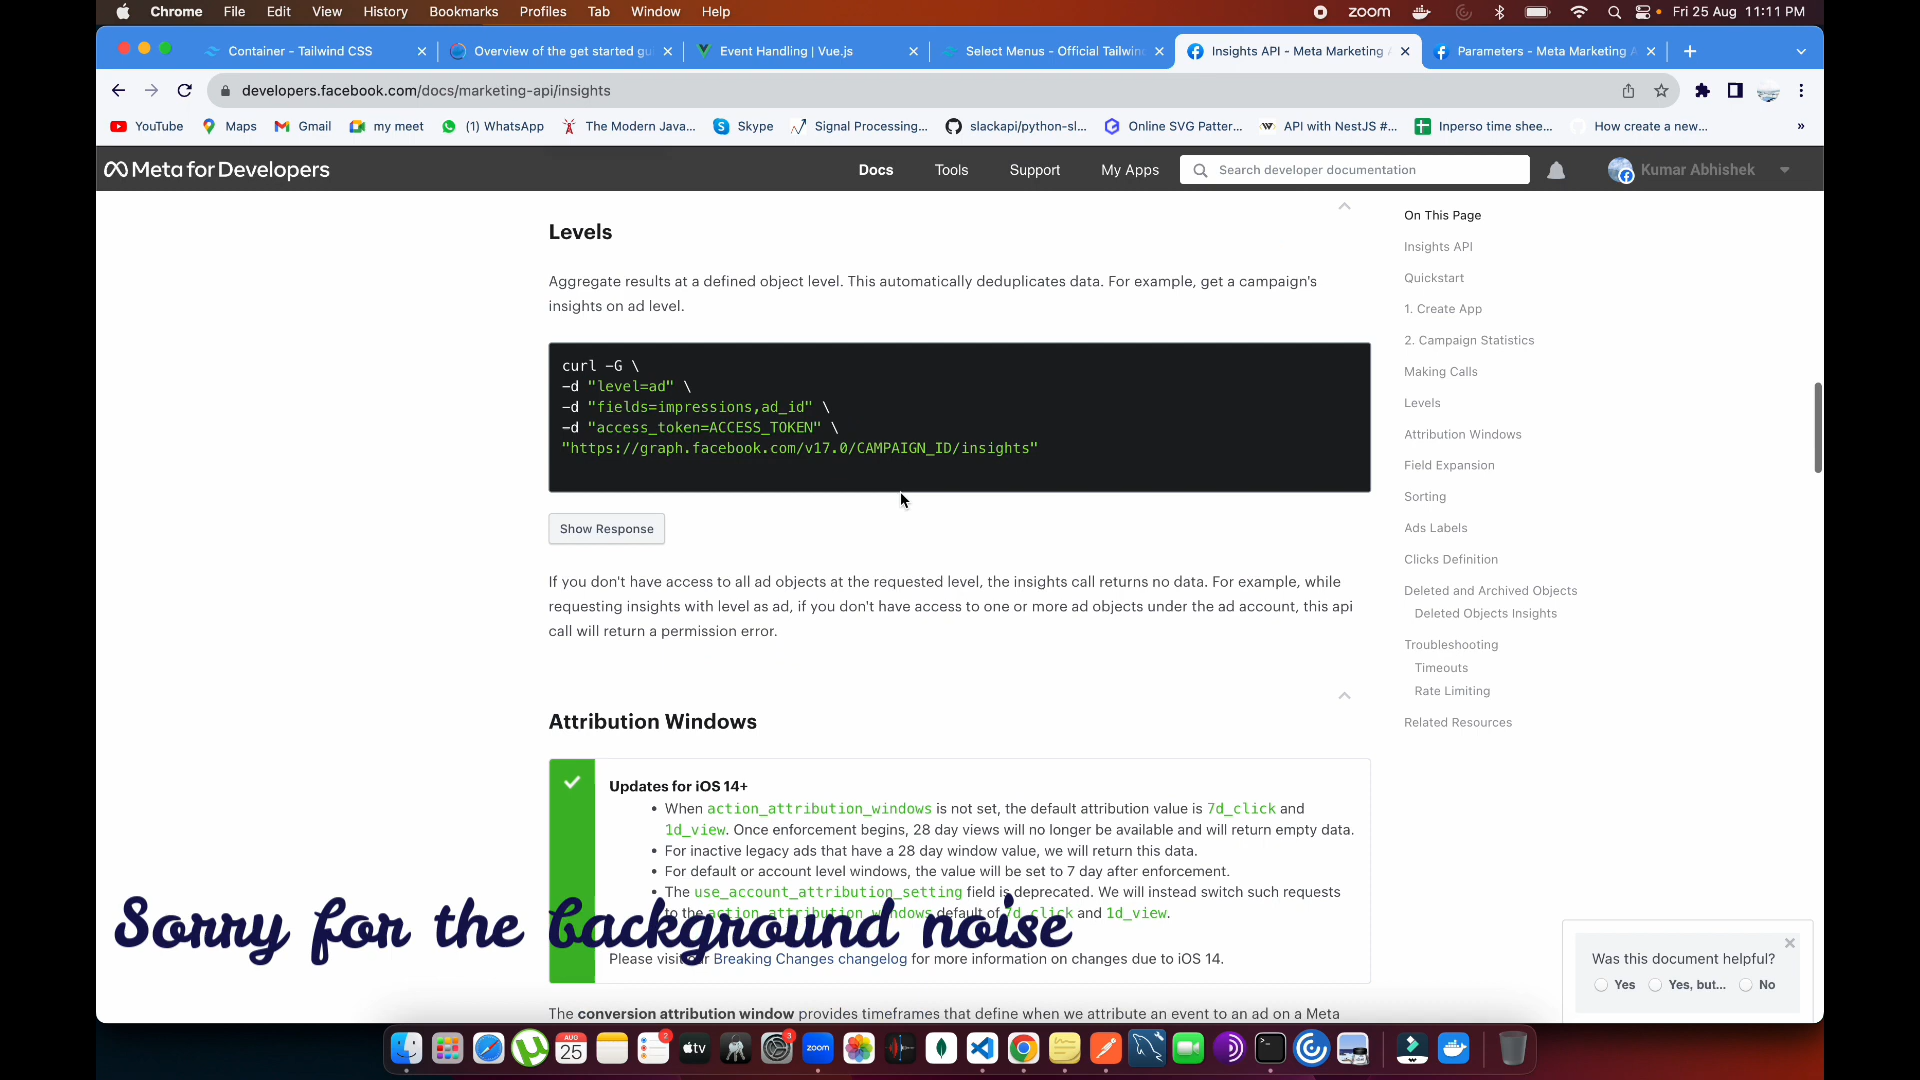 Chrome File Edit View History Bookmarks Profiles Tab Window Help zoom Fri 25 Aug 11:11 PM
Container - Tailwind CSS
Overview of the get started gu
Event Handling | Vue.js
Select Menus - Official Tailwin
Insights API - Meta Marketing
Parameters - Meta Marketing A
developers.facebook.com/docs/marketing-api/insights
YouTube Maps Gmail my meet (1) WhatsApp The Modern Java... Skype Signal Processing... slackapi/python-sl... Online SVG Patter... API with NestJS #... Inperso time shee... How create a new... »
Meta for Developers Docs Tools Support My Apps Search developer documentation Kumar Abhishek
Levels
Aggregate results at a defined object level. This automatically deduplicates data. For example, get a campaign's
insights on ad level.
curl -G \
-d "level=ad" \
-d "fields=impressions,ad_id" \
-d "access_token=ACCESS_TOKEN" \
"https://graph.facebook.com/v17.0/CAMPAIGN_ID/insights"
Show Response
If you don't have access to all ad objects at the requested level, the insights call returns no data. For example, while
requesting insights with level as ad, if you don't have access to one or more ad objects under the ad account, this api
call will return a permission error.
Attribution Windows
Updates for iOS 14+
• When action_attribution_windows is not set, the default attribution value is 7d_click and
1d_view. Once enforcement begins, 28 day views will no longer be available and will return empty data.
• For inactive legacy ads that have a 28 day window value, we will return this data.
• For default or account level windows, the value will be set to 7 day after enforcement.
• The use_account_attribution_setting field is deprecated. We will instead switch such requests
to the action_attribution_windows default of 7d_click and 1d_view.
Please visit our Breaking Changes changelog for more information on changes due to iOS 14.
The conversion attribution window provides timeframes that define when we attribute an event to an ad on a Meta
Sorry for the background noise
On This Page
Insights API
Quickstart
1. Create App
2. Campaign Statistics
Making Calls
Levels
Attribution Windows
Field Expansion
Sorting
Ads Labels
Clicks Definition
Deleted and Archived Objects
Deleted Objects Insights
Troubleshooting
Timeouts
Rate Limiting
Related Resources
Was this document helpful?
Yes Yes, but... No
AUG
25
2
tv
3
zoom